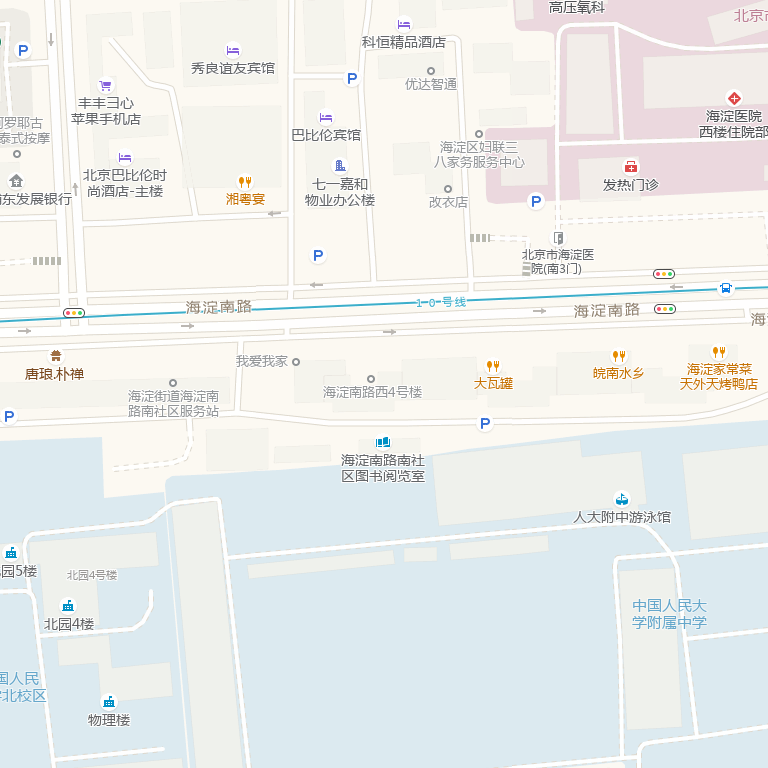 高压氧科
北京市
科恒精品酒店
P
秀良谊友宾馆
P
优达智通
丰丰彐心
苹果手机店
海淀医院
西楼住院部
阿罗耶古
泰式按摩
巴比伦宾馆
海淀区妇联三
八家务服务中心
北京巴比伦时
尚酒店-主楼
七一嘉和
物业办公楼
发热门诊
浦东发展银行
湘粤宴
改衣店
P
P
北京市海淀医
院(南3门)
海淀南路
10号线
海淀南路
海
唐琅.朴禅
我爱我家
海淀南路西4号楼
大瓦罐
皖南水乡
海淀家常菜
天外天烤鸭店
海淀街道海淀南
路南社区服务站
P
P
海淀南路南社
区图书阅览室
人大附中游泳馆
北园5楼
北园4号楼
北园4楼
中国人民大
学附属中学
国人民
学北校区
物理楼